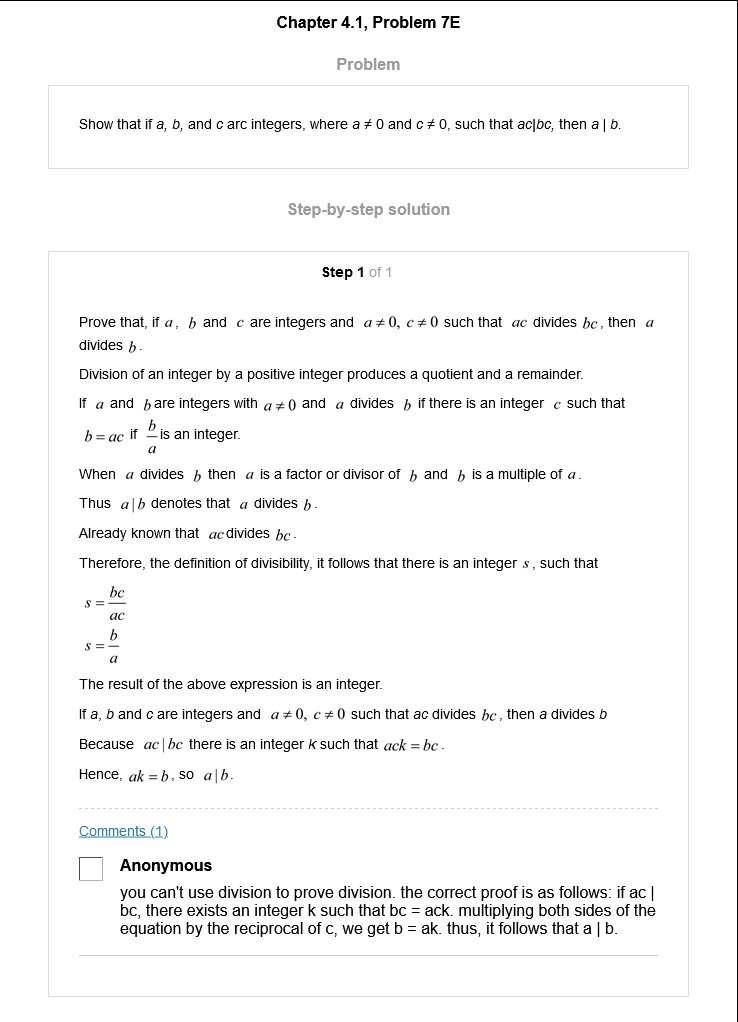 Chapter 4.1, Problem 7E
Problem
Show that if a, b, and c arc integers, where a ≠ 0 and c ≠ 0, such that ac|bc, then a | b.
Step-by-step solution
Step 1 of 1
Prove that, if a, b and c are integers and a ≠ 0, c ≠ 0 such that ac divides bc, then a
divides b.
Division of an integer by a positive integer produces a quotient and a remainder.
If a and b are integers with a ≠ 0 and a divides b if there is an integer c such that
b = ac if b/a is an integer.
When a divides b then a is a factor or divisor of b and b is a multiple of a.
Thus a|b denotes that a divides b.
Already known that ac divides bc.
Therefore, the definition of divisibility, it follows that there is an integer s, such that
s = bc/ac
s = b/a
The result of the above expression is an integer.
If a, b and c are integers and a ≠ 0, c ≠ 0 such that ac divides bc, then a divides b
Because ac|bc there is an integer k such that ack = bc.
Hence, ak = b, so a|b.
Comments (1)
Anonymous
you can't use division to prove division. the correct proof is as follows: if ac |
bc, there exists an integer k such that bc = ack. multiplying both sides of the
equation by the reciprocal of c, we get b = ak. thus, it follows that a | b.